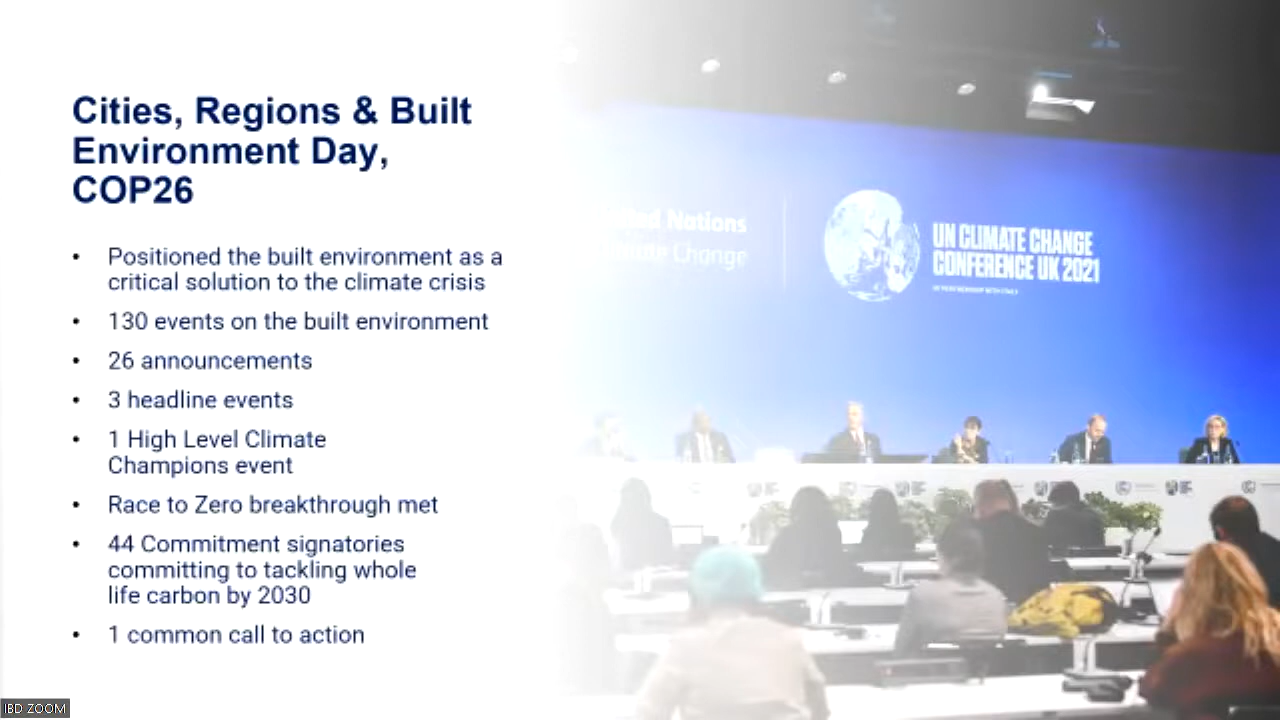 Cities, Regions & Built
Environment Day,
COP26
• Positioned the built environment as a
critical solution to the climate crisis
• 130 events on the built environment
• 26 announcements
• 3 headline events
• 1 High Level Climate
Champions event
• Race to Zero breakthrough met
• 44 Commitment signatories
committing to tackling whole
life carbon by 2030
• 1 common call to action
Nations
Change
UN CLIMATE CHANGE
CONFERENCE UK 2021
IBD ZOOM